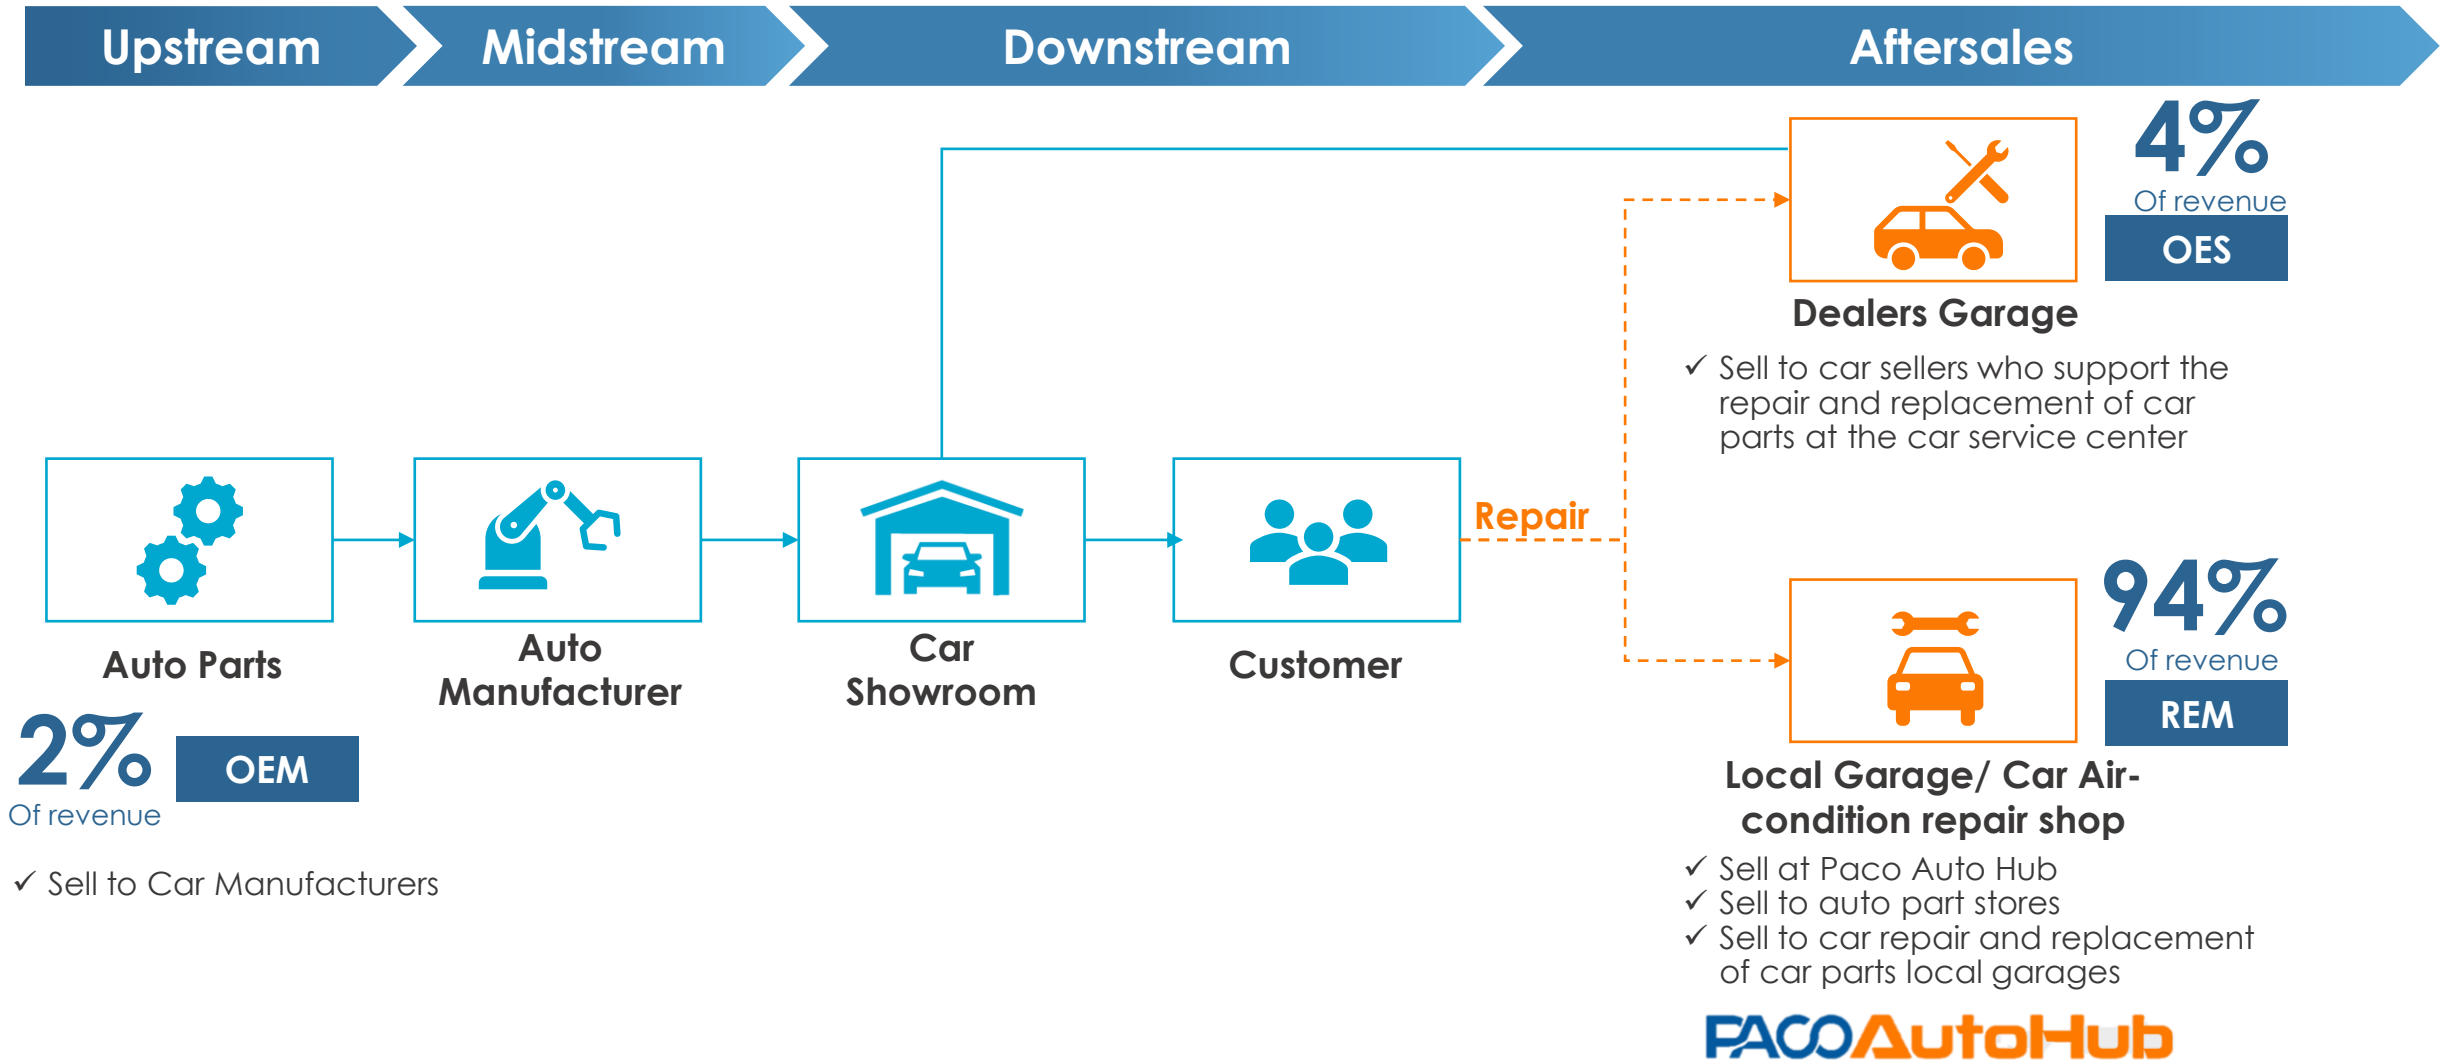 Upstream
Midstream
Downstream
Aftersales
4%
Of revenue
OES
Dealers Garage
✓ Sell to car sellers who support the
repair and replacement of car
parts at the car service center
Repair
Auto Parts
Auto
Manufacturer
Car
Showroom
Customer
2%
Of revenue
OEM
✓ Sell to Car Manufacturers
94%
Of revenue
REM
Local Garage/ Car Air-
condition repair shop
✓ Sell at Paco Auto Hub
✓ Sell to auto part stores
✓ Sell to car repair and replacement
of car parts local garages
PACO AutoHub